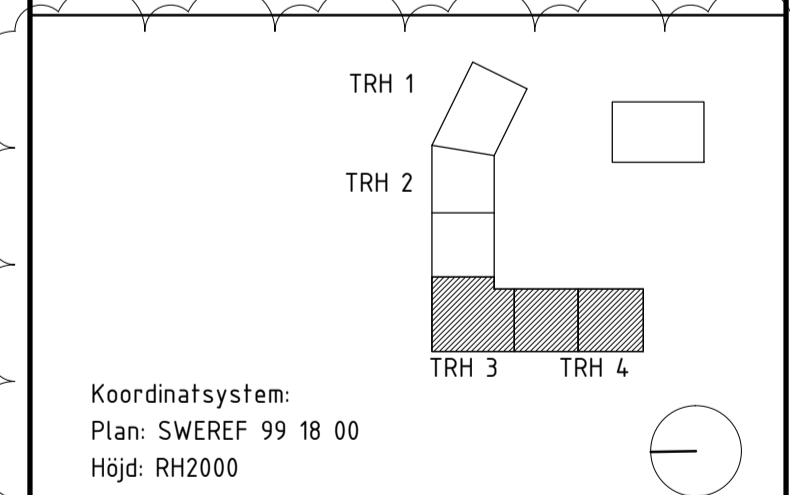 TRH 1
TRH 2
TRH 3
TRH 4
Koordinatsystem:
Plan: SWEREF 99 18 00
Höjd: RH2000